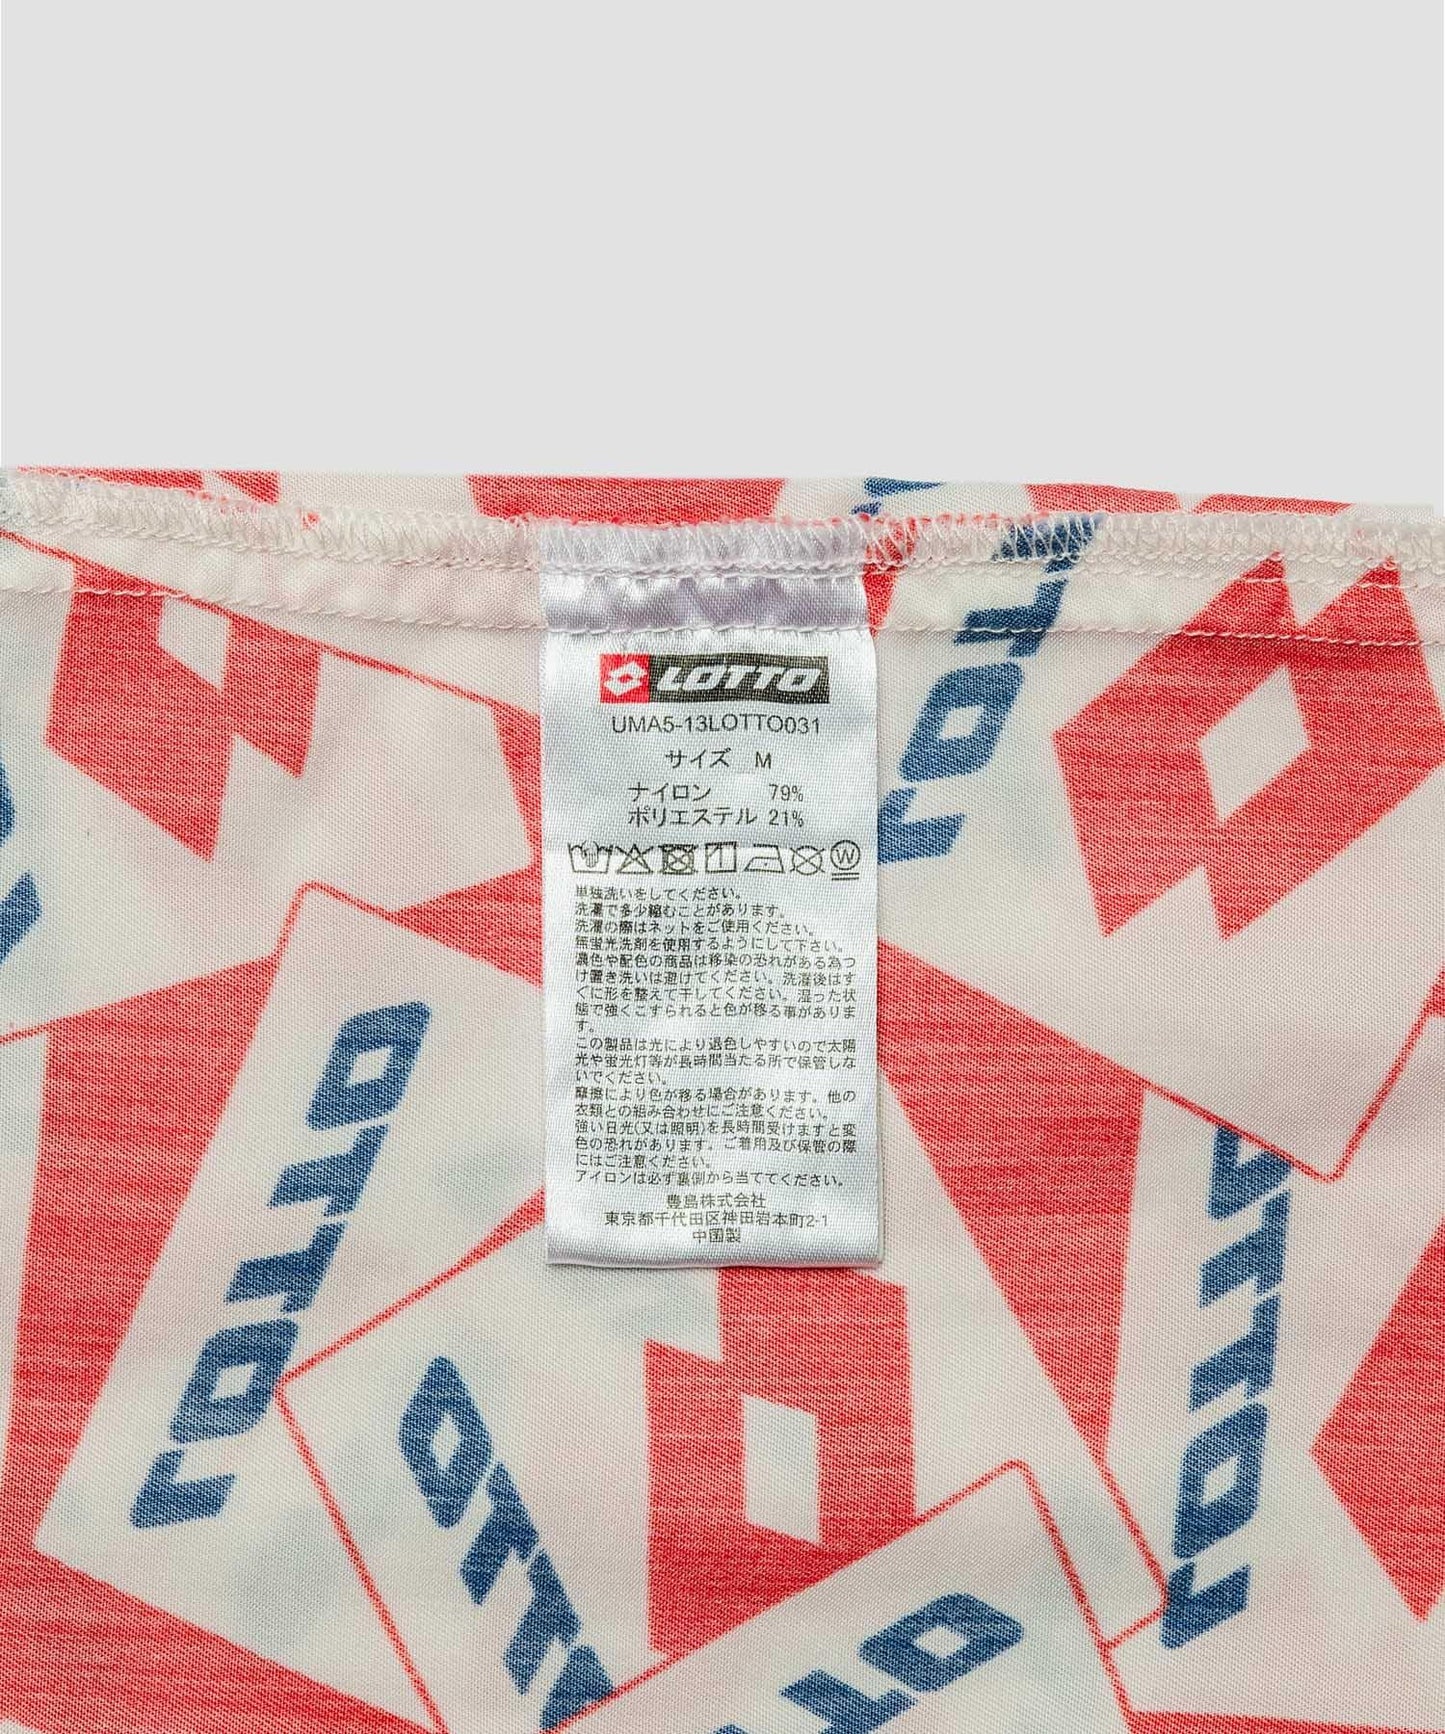 LOTTO
UMA5-13LOTTO031
サイズ M
ナイロン 79%
ポリエステル 21%
W
単独洗いをしてください。
洗濯で多少縮むことがあります。
洗濯の際はネットをご使用ください。
無蛍光洗剤を使用するようにして下さい。
濃色や配色の商品は移染の恐れがある為つ
け置き洗いは避けてください。洗濯後はす
ぐに形を整えて干してください。湿った状
態で強くこすられると色が移る事がありま
す。
この製品は光により退色しやすいので太陽
光や蛍光灯等が長時間当たる所で保管しな
いでください。
摩擦により色が移る場合があります。他の
衣類との組み合わせにご注意ください。
強い日光(又は照明)を長時間受けますと変
色の恐れがあります。ご着用及び保管の際
にはご注意ください。
アイロンは必ず裏側から当ててください。
豊島株式会社
東京都千代田区神田岩本町2-1
中国製
LOTTO
LOTTO
LOTTO
LOTTO
LOTTO